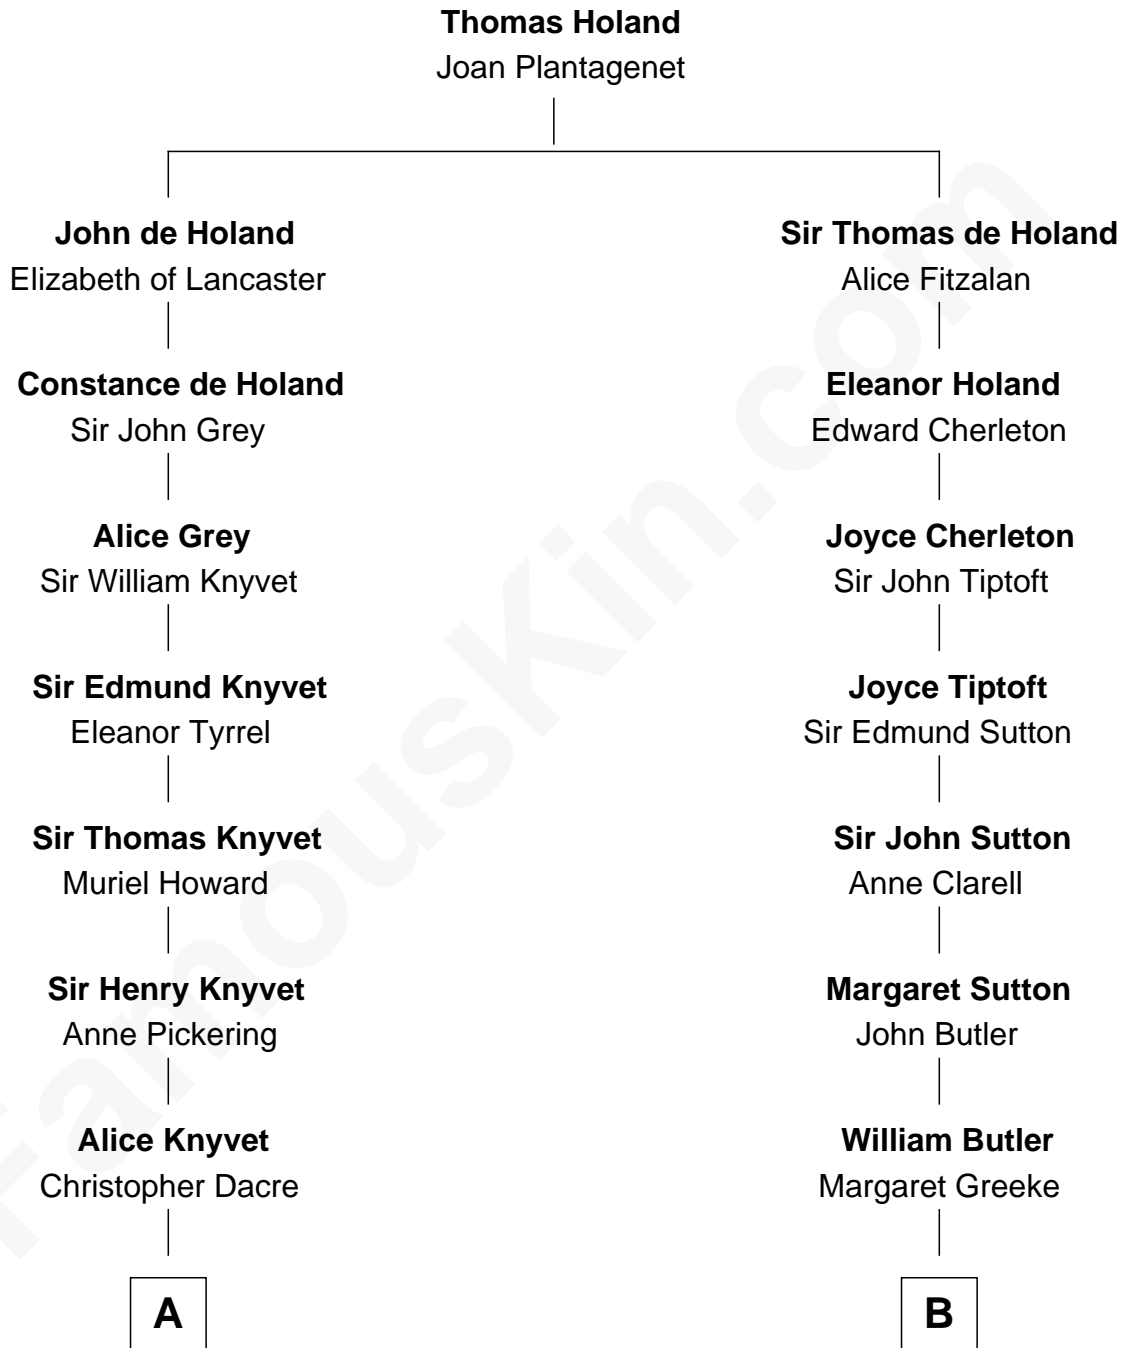 Thomas Holand
Joan Plantagenet
John de Holand
Elizabeth of Lancaster
Sir Thomas de Holand
Alice Fitzalan
Constance de Holand
Sir John Grey
Eleanor Holand
Edward Cherleton
Alice Grey
Sir William Knyvet
Joyce Cherleton
Sir John Tiptoft
Sir Edmund Knyvet
Eleanor Tyrrel
Joyce Tiptoft
Sir Edmund Sutton
Sir Thomas Knyvet
Muriel Howard
Sir John Sutton
Anne Clarell
Sir Henry Knyvet
Anne Pickering
Margaret Sutton
John Butler
Alice Knyvet
Christopher Dacre
William Butler
Margaret Greeke
A
B
FamousKin.com